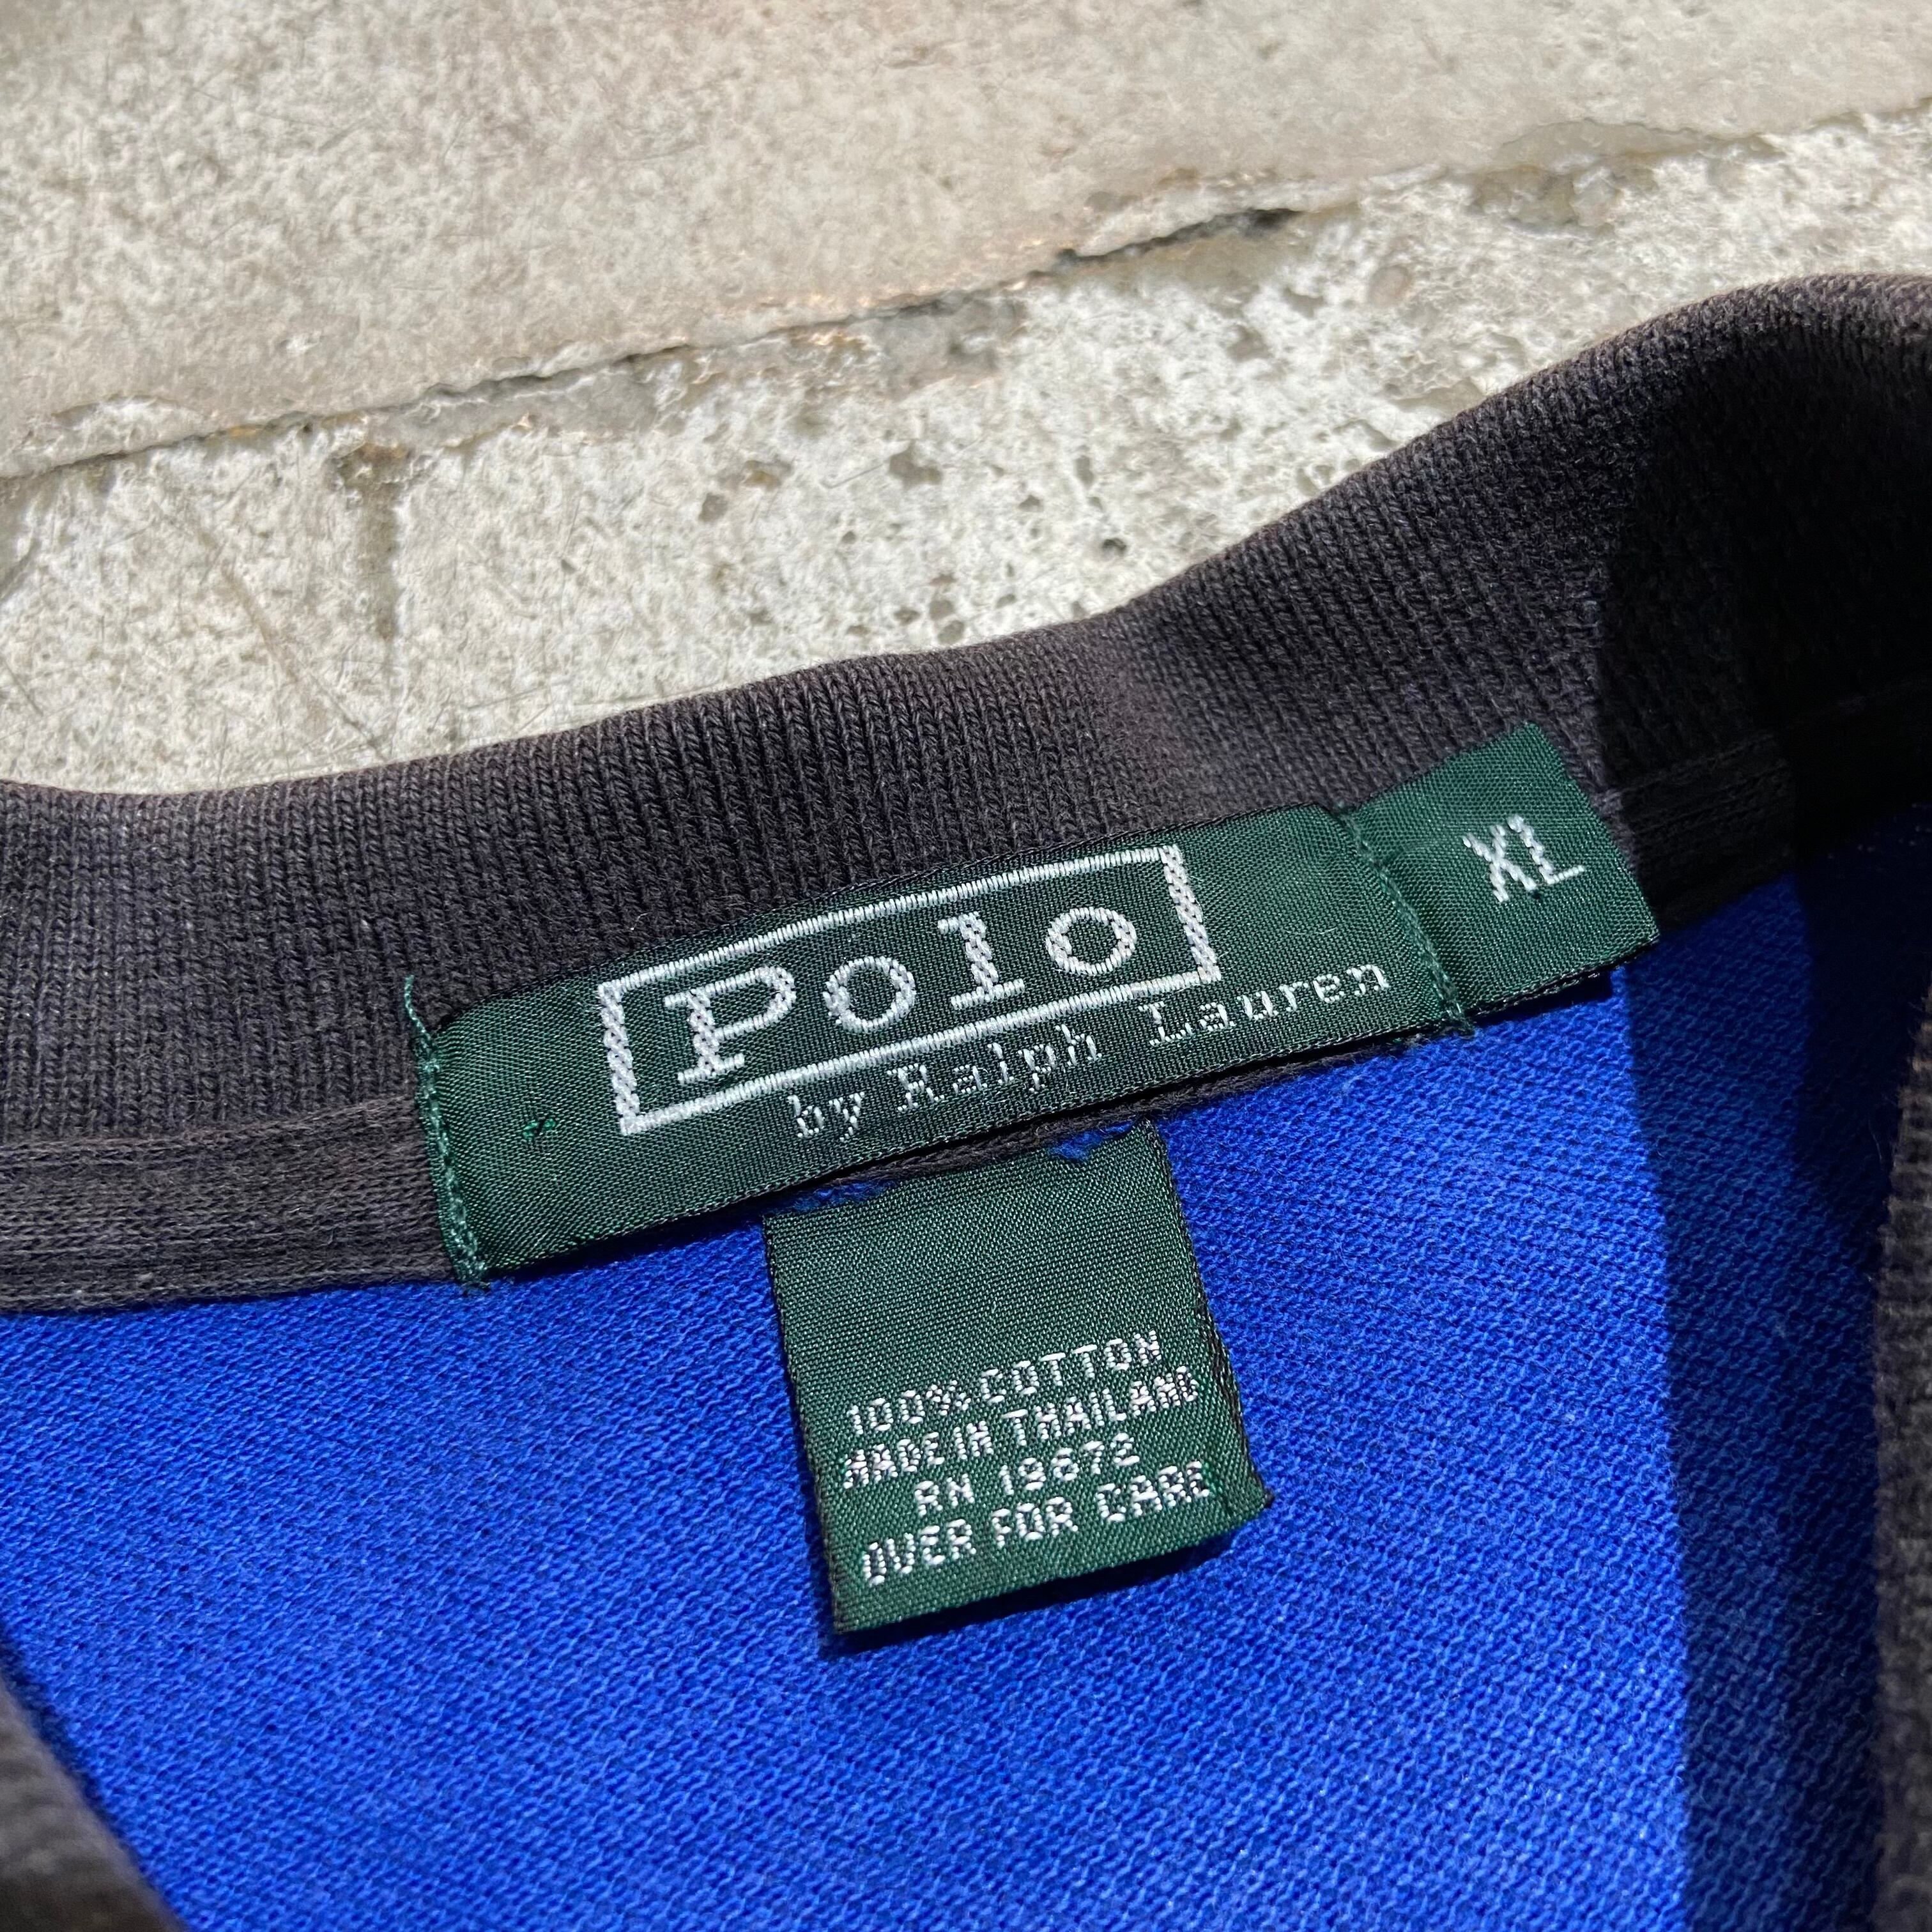 Polo
by Ralph Lauren
XL
100% COTTON
MADE IN THAILAND
RN 19672
OVER FOR CARE